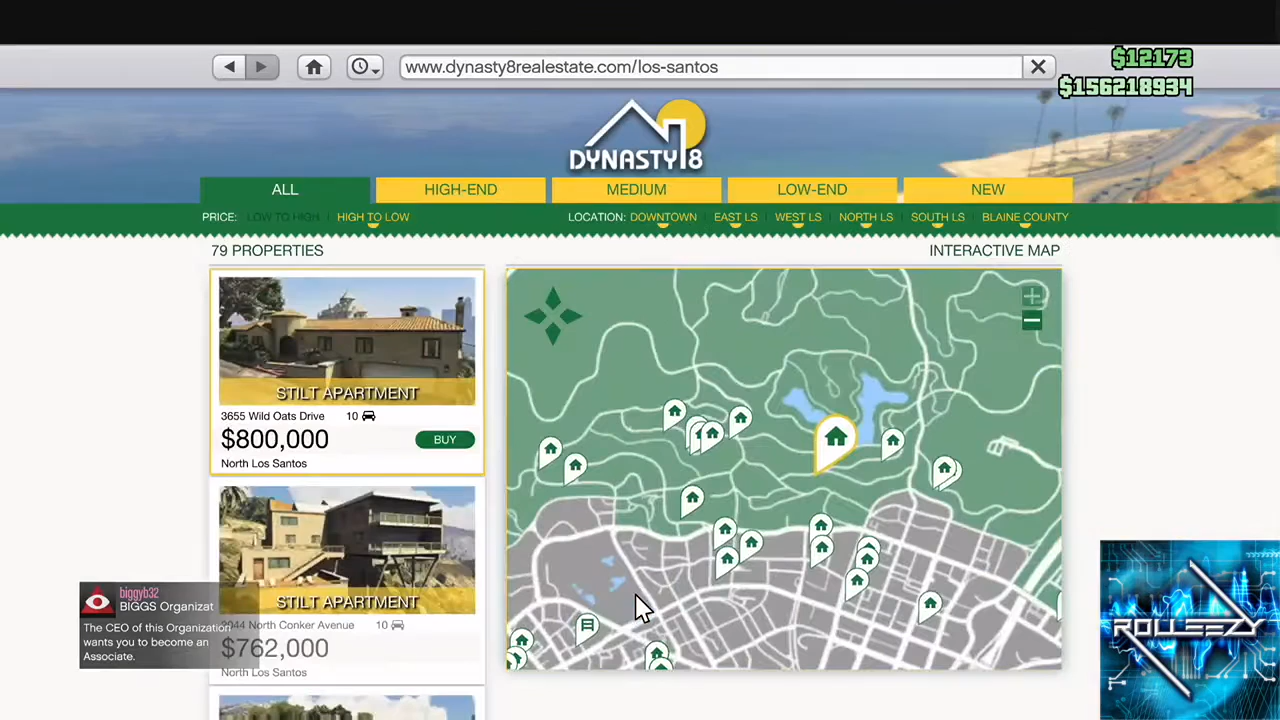 www.dynasty8realestate.com/los-santos
$12173
$156218934
DYNASTY8
ALL
HIGH-END
MEDIUM
LOW-END
NEW
PRICE: LOW TO HIGH | HIGH TO LOW
LOCATION: DOWNTOWN | EAST LS | WEST LS | NORTH LS | SOUTH LS | BLAINE COUNTY
79 PROPERTIES
INTERACTIVE MAP
STILT APARTMENT
3655 Wild Oats Drive 10
$800,000
BUY
North Los Santos
STILT APARTMENT
2044 North Conker Avenue 10
$762,000
North Los Santos
biggyb32
BIGGS Organizat
The CEO of this Organization
wants you to become an
Associate.
ROULEEZY